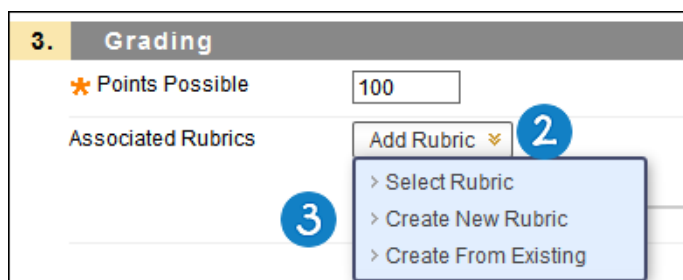 3. Grading
* Points Possible 100
Associated Rubrics Add Rubric 2
> Select Rubric
3 > Create New Rubric
> Create From Existing